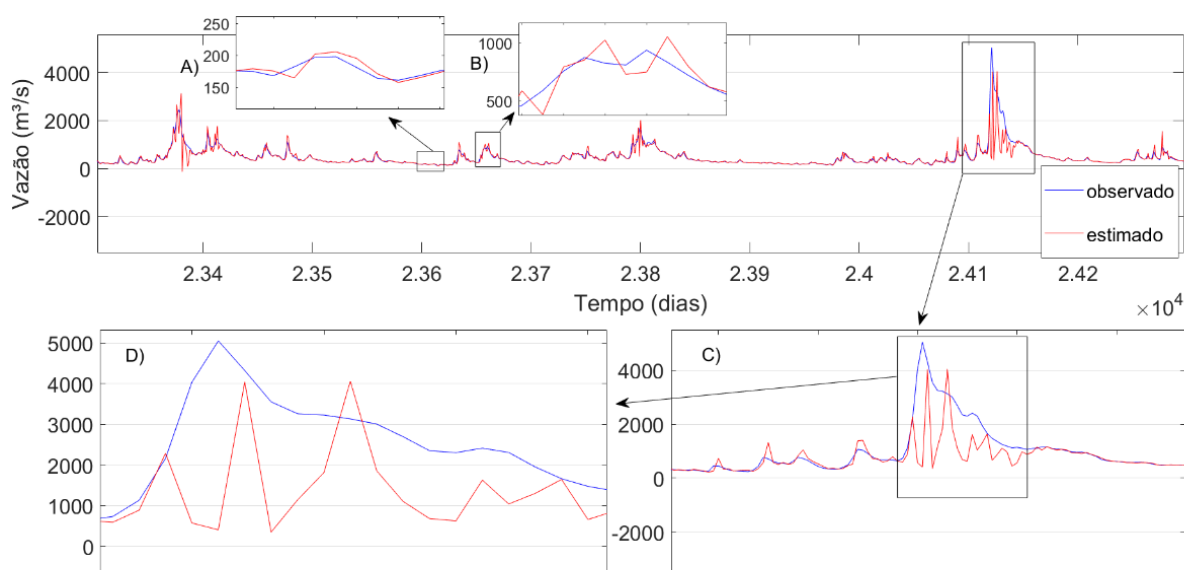 A)
250
200
150
B)
1000
500
Vazão (m³/s)
4000
2000
0
-2000
observado
estimado
2.34 2.35 2.36 2.37 2.38 2.39 2.4 2.41 2.42
Tempo (dias)
×10⁴
D)
5000
4000
3000
2000
1000
0
C)
4000
2000
0
-2000